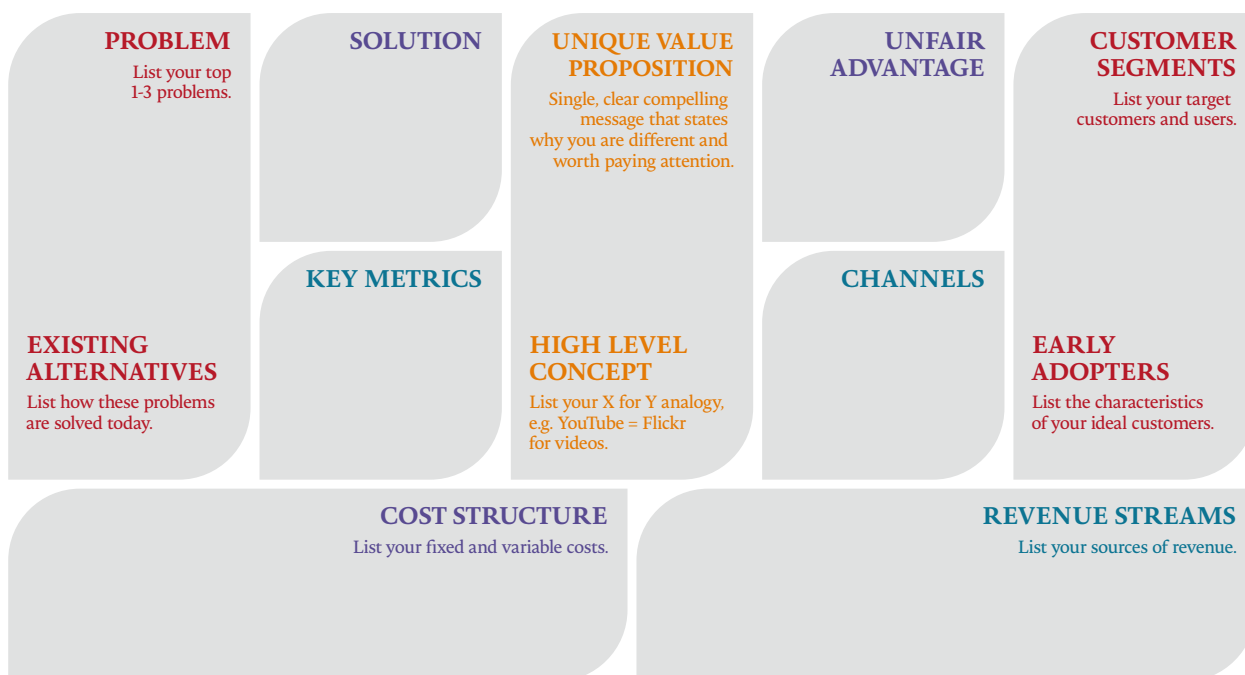 PROBLEM
List your top
1-3 problems.
EXISTING
ALTERNATIVES
List how these problems
are solved today.
SOLUTION
KEY METRICS
UNIQUE VALUE
PROPOSITION
Single, clear compelling
message that states
why you are different and
worth paying attention.
HIGH LEVEL
CONCEPT
List your X for Y analogy,
e.g. YouTube = Flickr
for videos.
UNFAIR
ADVANTAGE
CHANNELS
CUSTOMER
SEGMENTS
List your target
customers and users.
EARLY
ADOPTERS
List the characteristics
of your ideal customers.
COST STRUCTURE
List your fixed and variable costs.
REVENUE STREAMS
List your sources of revenue.